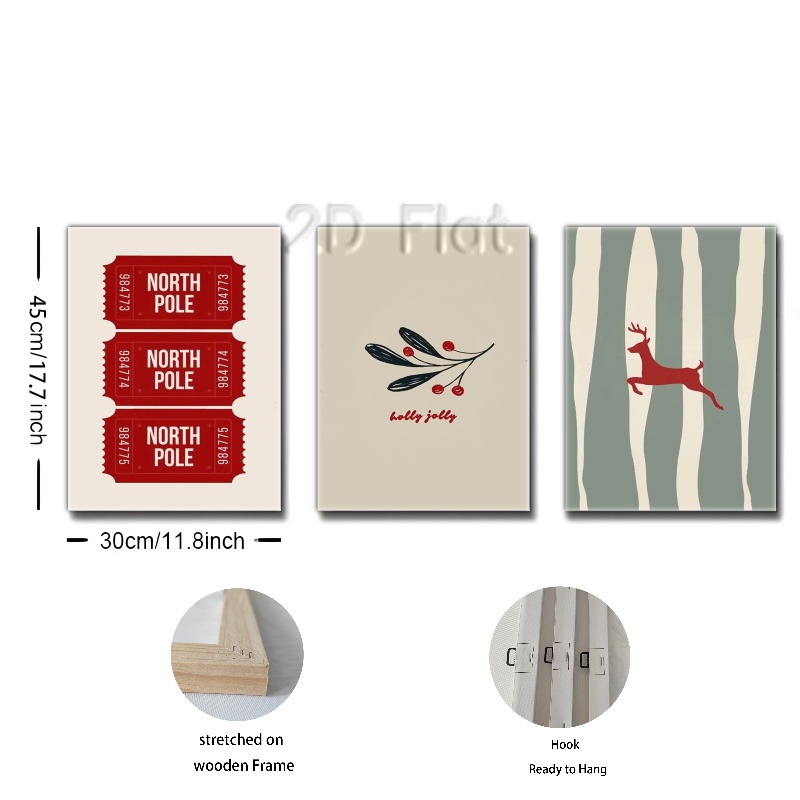 2D Flat
984773
NORTH
POLE
984773
984774
NORTH
POLE
984774
984775
NORTH
POLE
984775
holly jolly
45cm/17.7inch
30cm/11.8inch
stretched on
wooden Frame
Hook
Ready to Hang